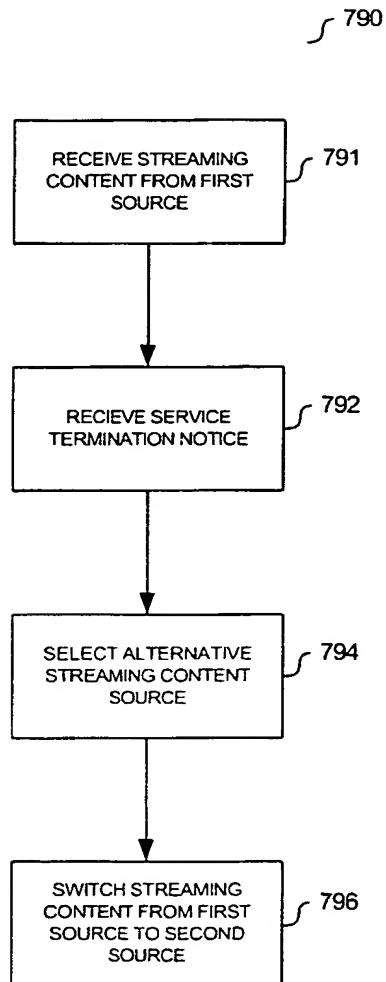 790
RECEIVE STREAMING
CONTENT FROM FIRST
SOURCE
791
RECIEVE SERVICE
TERMINATION NOTICE
792
SELECT ALTERNATIVE
STREAMING CONTENT
SOURCE
794
SWITCH STREAMING
CONTENT FROM FIRST
SOURCE TO SECOND
SOURCE
796